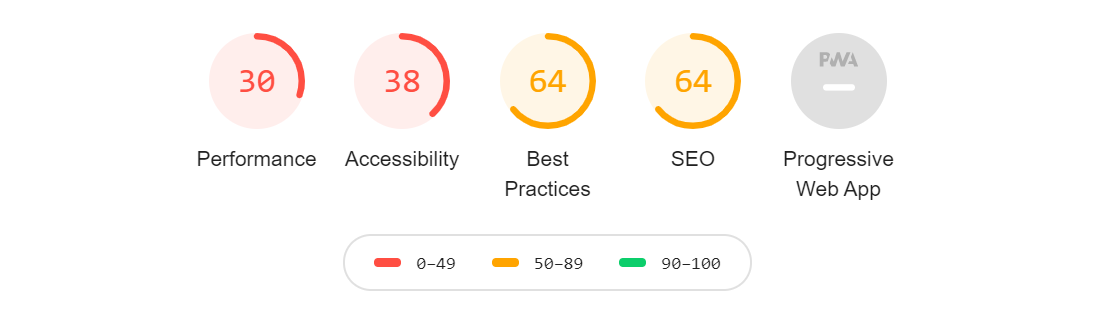 30 38 64 64 PWA
Performance Accessibility Best Practices SEO Progressive Web App
0–49 50–89 90–100